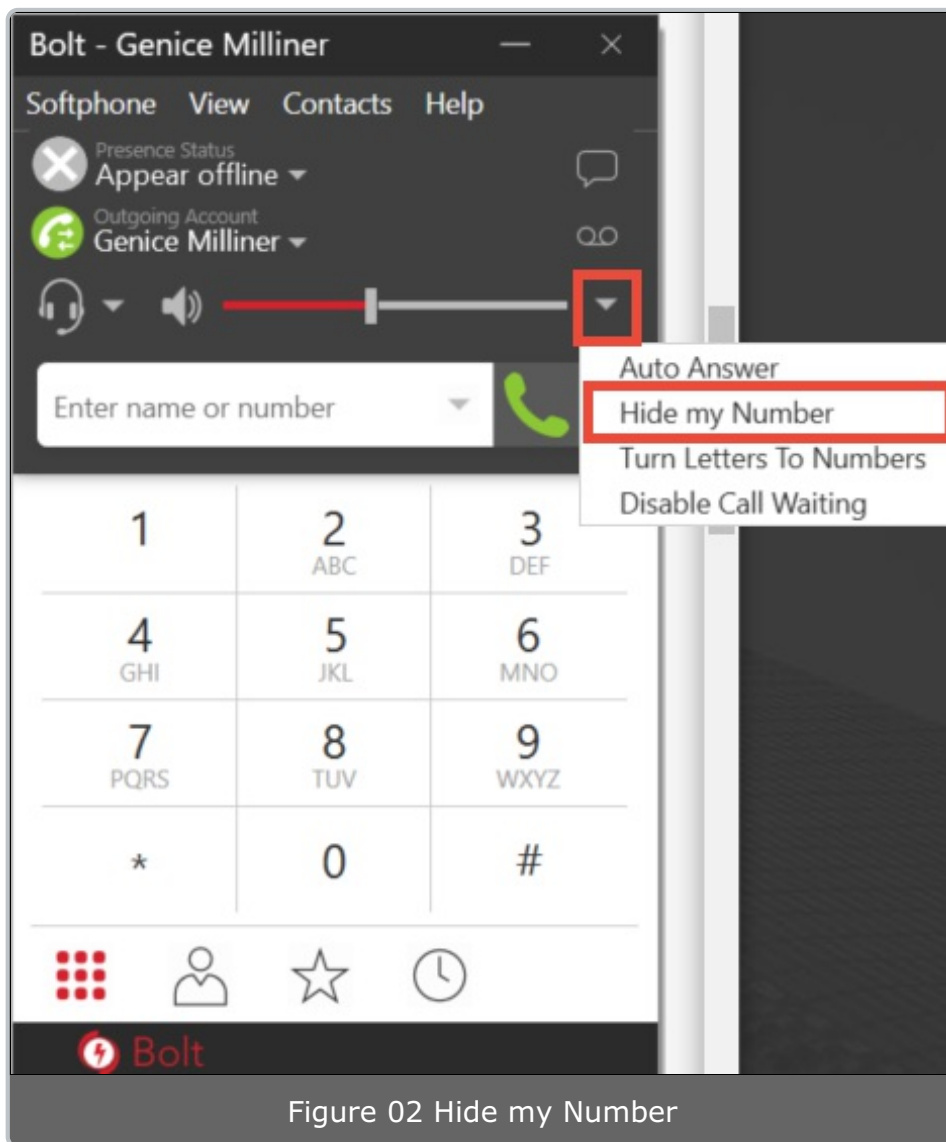 Bolt - Genice Milliner
Softphone View Contacts Help
Presence Status
Appear offline
Outgoing Account
Genice Milliner
Enter name or number
Auto Answer
Hide my Number
Turn Letters To Numbers
Disable Call Waiting
1 2 3
ABC DEF
4 5 6
GHI JKL MNO
7 8 9
PQRS TUV WXYZ
* 0 #
Bolt
Figure 02 Hide my Number